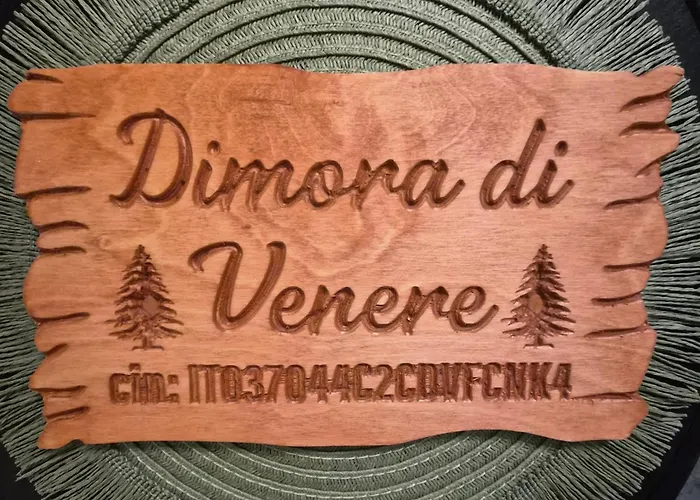 Dimora di
Venere
cin: IT037044C2CDVFCNK4